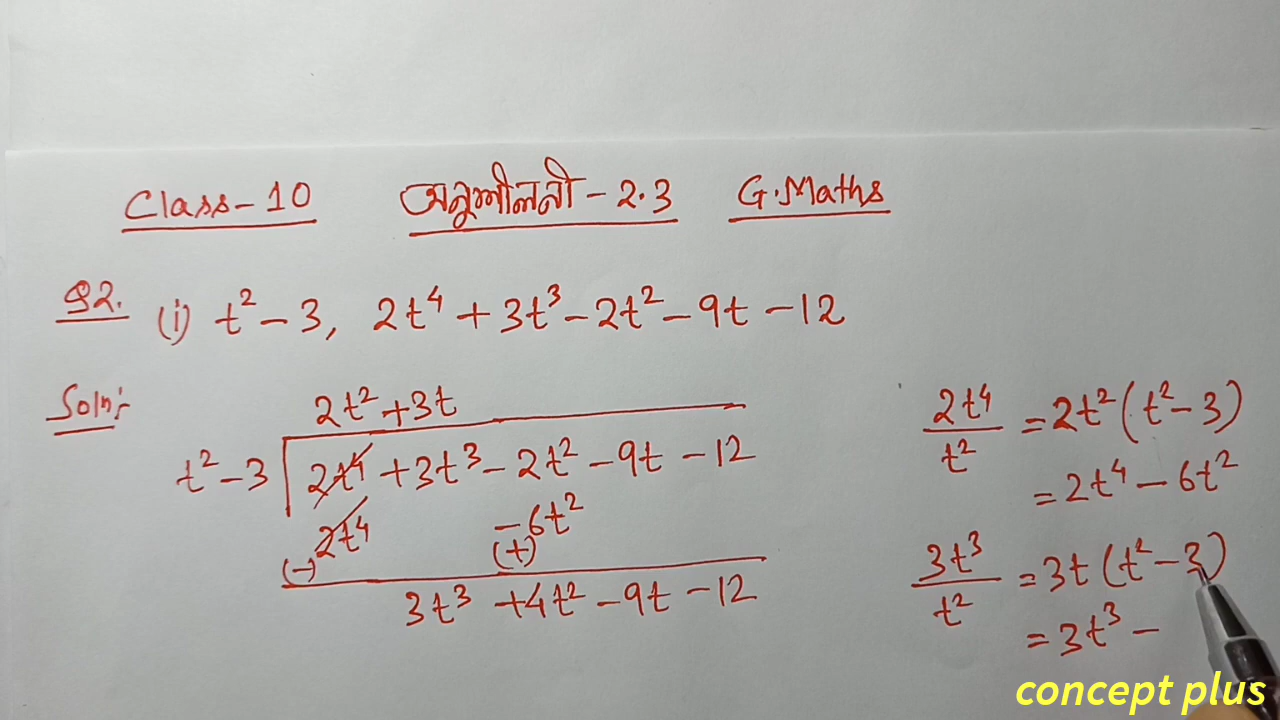 Class-10 অনুশীলনী-2.3 G.Maths
Q2. (i) t²-3, 2t⁴+3t³-2t²-9t-12
Soln:
2t²+3t
t²-3 2t⁴+3t³-2t²-9t-12
2t⁴ -6t²
(-) (+)
3t³+4t²-9t-12
2t⁴/t² = 2t²(t²-3)
= 2t⁴-6t²
3t³/t² = 3t(t²-3)
= 3t³-
concept plus